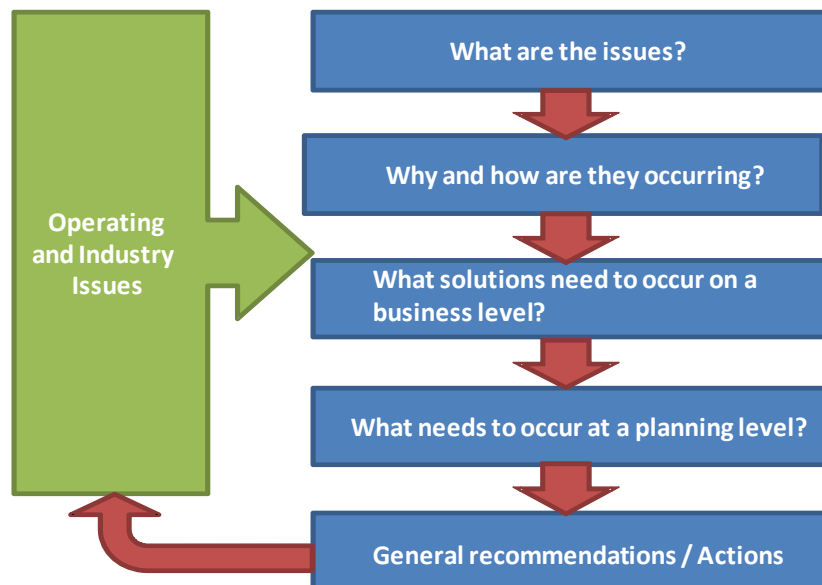 What are the issues?
Why and how are they occurring?
Operating
and Industry
Issues
What solutions need to occur on a
business level?
What needs to occur at a planning level?
General recommendations / Actions